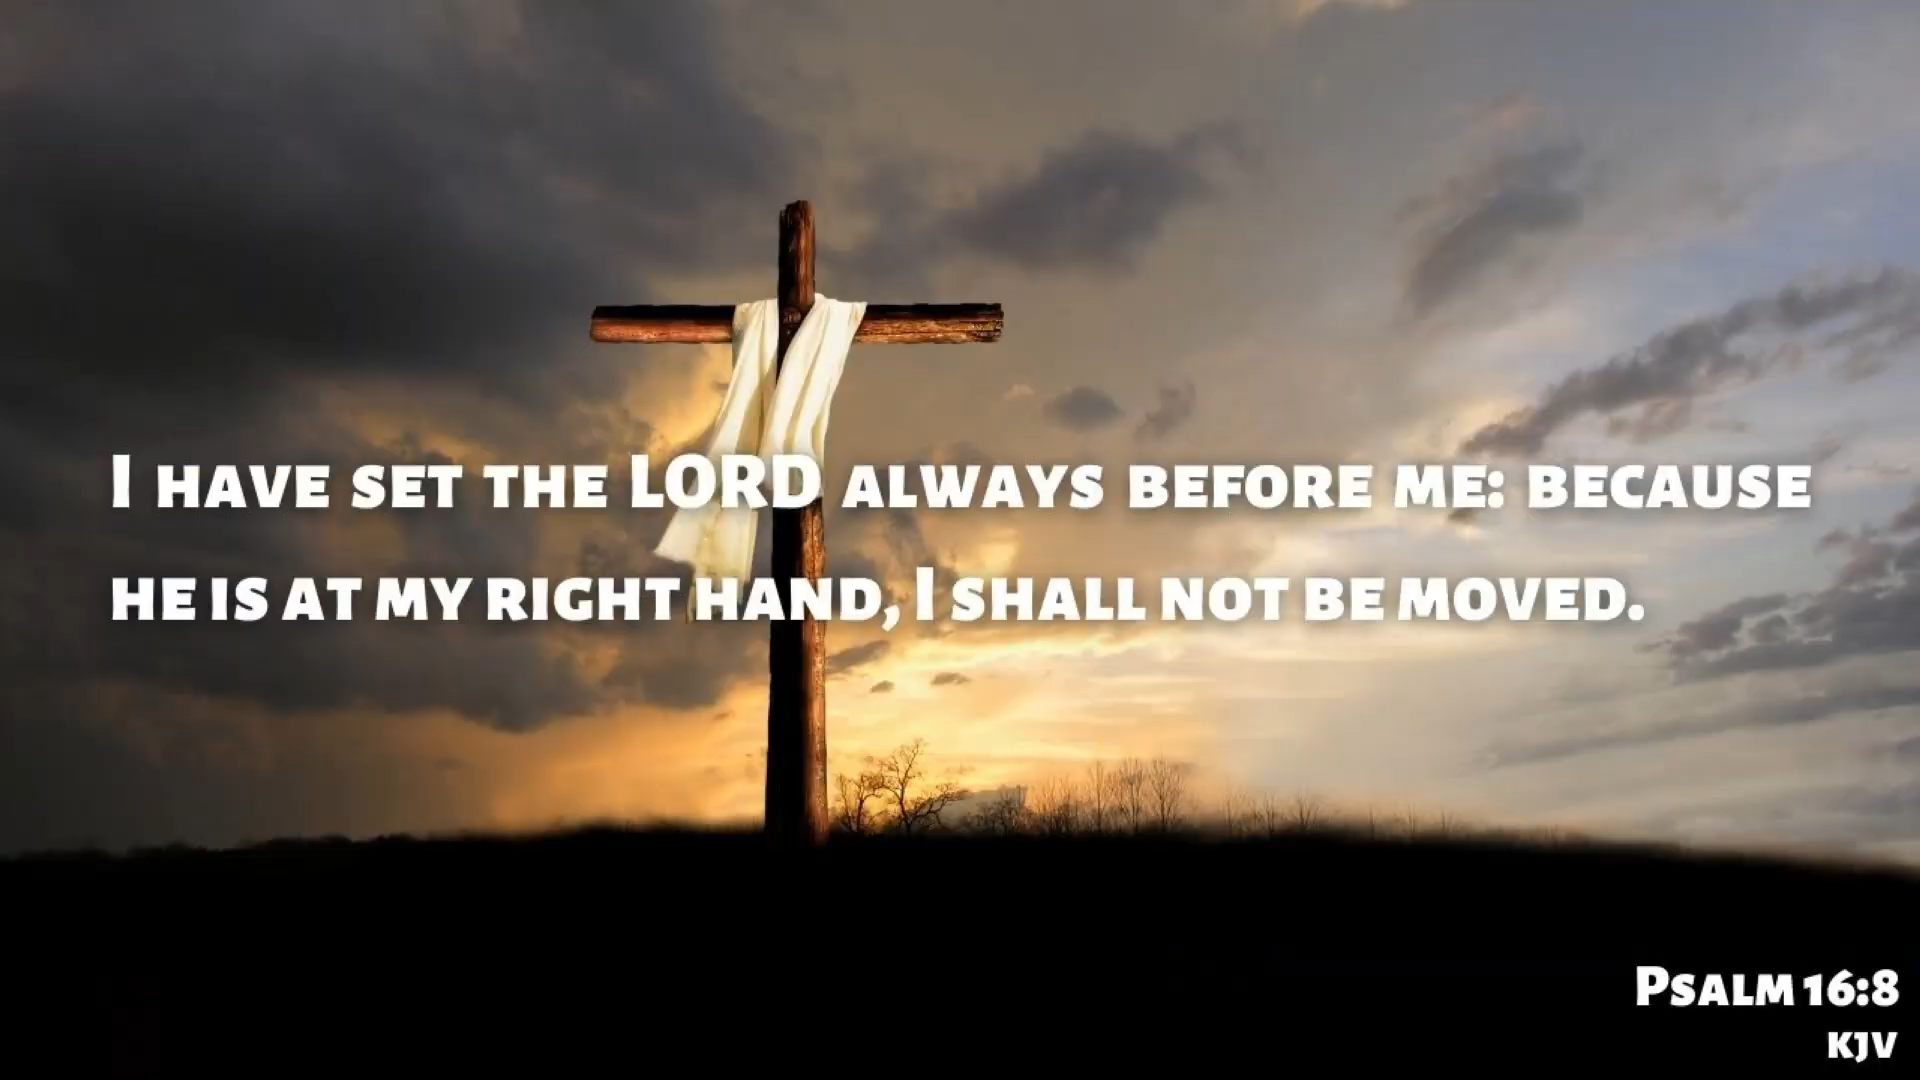 I have set the LORD always before me: because
he is at my right hand, I shall not be moved.
Psalm 16:8
KJV